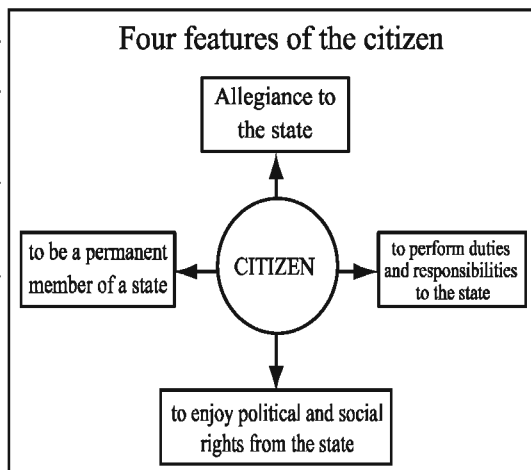 Four features of the citizen
Allegiance to
the state
to be a permanent
member of a state
CITIZEN
to perform duties
and responsibilities
to the state
to enjoy political and social
rights from the state